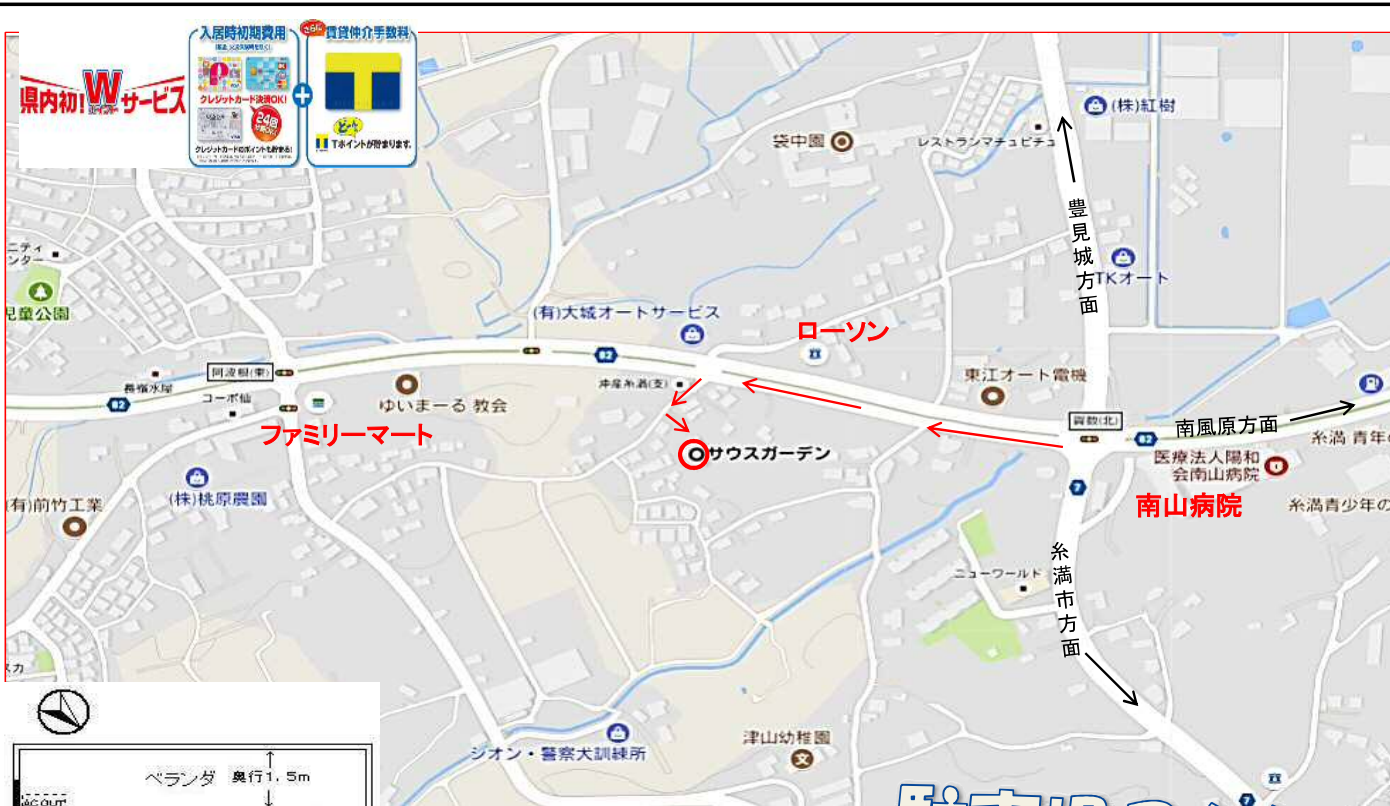 県内初!Wサービス
入居時初期費用
クレジットカード決済OK!
24回
クレジットカードのポイントも貯まる!
さらに
賃貸仲介手数料
Tポイントが貯まります。
(株)紅樹
袋中園
レストランマチュピチュ
豊見城方面
TKオート
児童公園
(有)大城オートサービス
ローソン
62
阿波根(東)
長嶺水屋
コーポ仙
62
ゆいまーる 教会
沖産糸満(支)
東江オート電機
賀数(北)
62
南風原方面
糸満 青年の
ファミリーマート
サウスガーデン
医療法人陽和
会南山病院
7
(株)桃原農園
(有)前竹工業
南山病院
糸満青少年の
ニューワールド
糸満市方面
シオン・警察犬訓練所
津山幼稚園
ベランダ 奥行1.5m
ACOUT
7